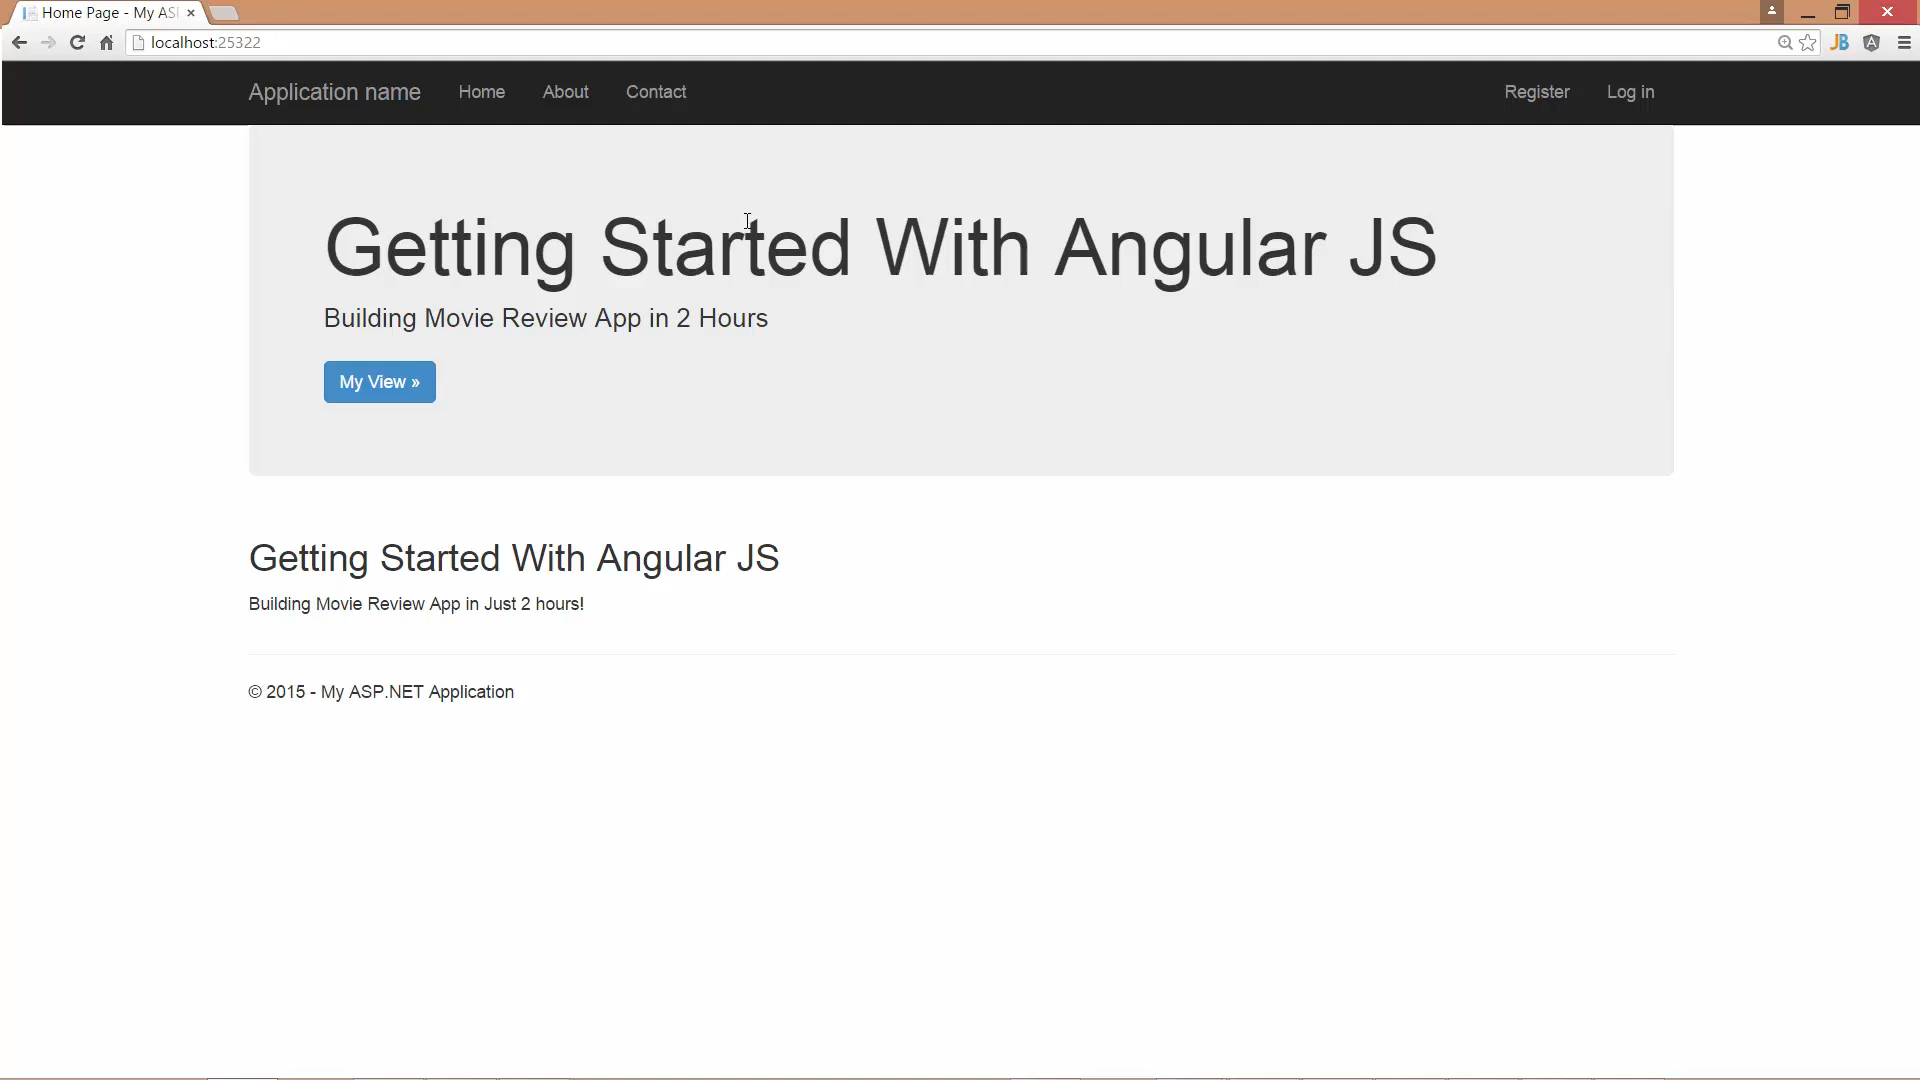 Home Page - My AS
localhost:25322
JB
Application name Home About Contact Register Log in
Getting Started With Angular JS
Building Movie Review App in 2 Hours
My View »
Getting Started With Angular JS
Building Movie Review App in Just 2 hours!
© 2015 - My ASP.NET Application